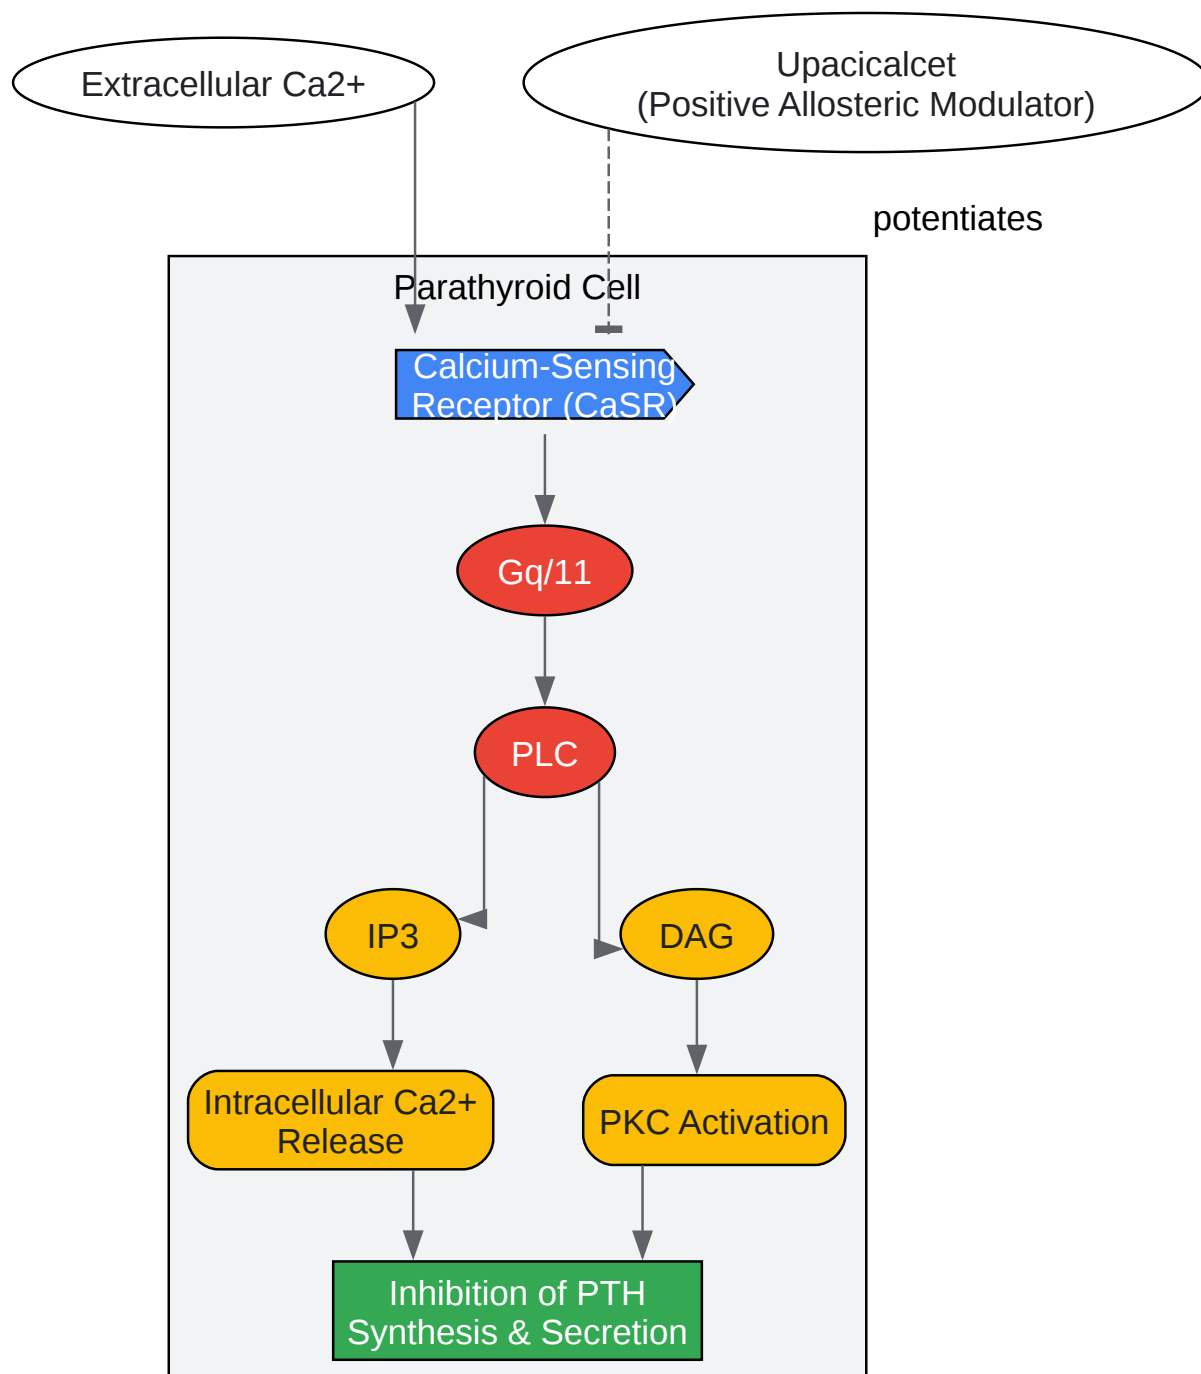 Extracellular Ca2+
Upacicalcet
(Positive Allosteric Modulator)
potentiates
Parathyroid Cell
Calcium-Sensing
Receptor (CaSR)
Gq/11
PLC
IP3
DAG
Intracellular Ca2+
Release
PKC Activation
Inhibition of PTH
Synthesis & Secretion